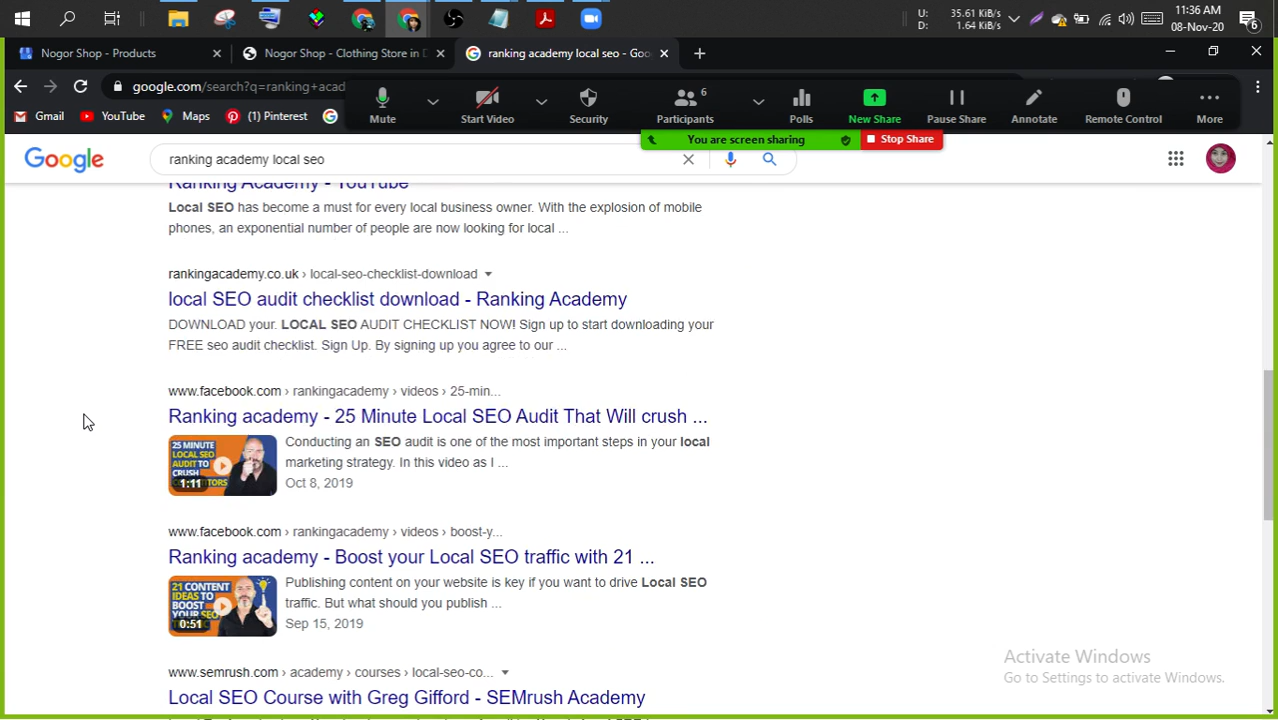 U: 35.61 KiB/s
D: 1.64 KiB/s
11:36 AM
08-Nov-20
6
Nogor Shop - Products
Nogor Shop - Clothing Store in D
ranking academy local seo - Goo
google.com/search?q=ranking+acad
Gmail
YouTube
Maps
(1) Pinterest
Mute
Start Video
Security
Participants
6
Polls
New Share
Pause Share
Annotate
Remote Control
More
You are screen sharing
Stop Share
Google
ranking academy local seo
Ranking Academy - YouTube
Local SEO has become a must for every local business owner. With the explosion of mobile
phones, an exponential number of people are now looking for local ...
rankingacademy.co.uk › local-seo-checklist-download
local SEO audit checklist download - Ranking Academy
DOWNLOAD your. LOCAL SEO AUDIT CHECKLIST NOW! Sign up to start downloading your
FREE seo audit checklist. Sign Up. By signing up you agree to our ...
www.facebook.com › rankingacademy › videos › 25-min...
Ranking academy - 25 Minute Local SEO Audit That Will crush ...
25 MINUTE
LOCAL SEO
AUDIT TO
CRUSH
1:11
Conducting an SEO audit is one of the most important steps in your local
marketing strategy. In this video as I ...
Oct 8, 2019
www.facebook.com › rankingacademy › videos › boost-y...
Ranking academy - Boost your Local SEO traffic with 21 ...
21 CONTENT
IDEAS TO
BOOST
YOUR SEO
0:51
Publishing content on your website is key if you want to drive Local SEO
traffic. But what should you publish ...
Sep 15, 2019
www.semrush.com › academy › courses › local-seo-co...
Local SEO Course with Greg Gifford - SEMrush Academy
Activate Windows
Go to Settings to activate Windows.